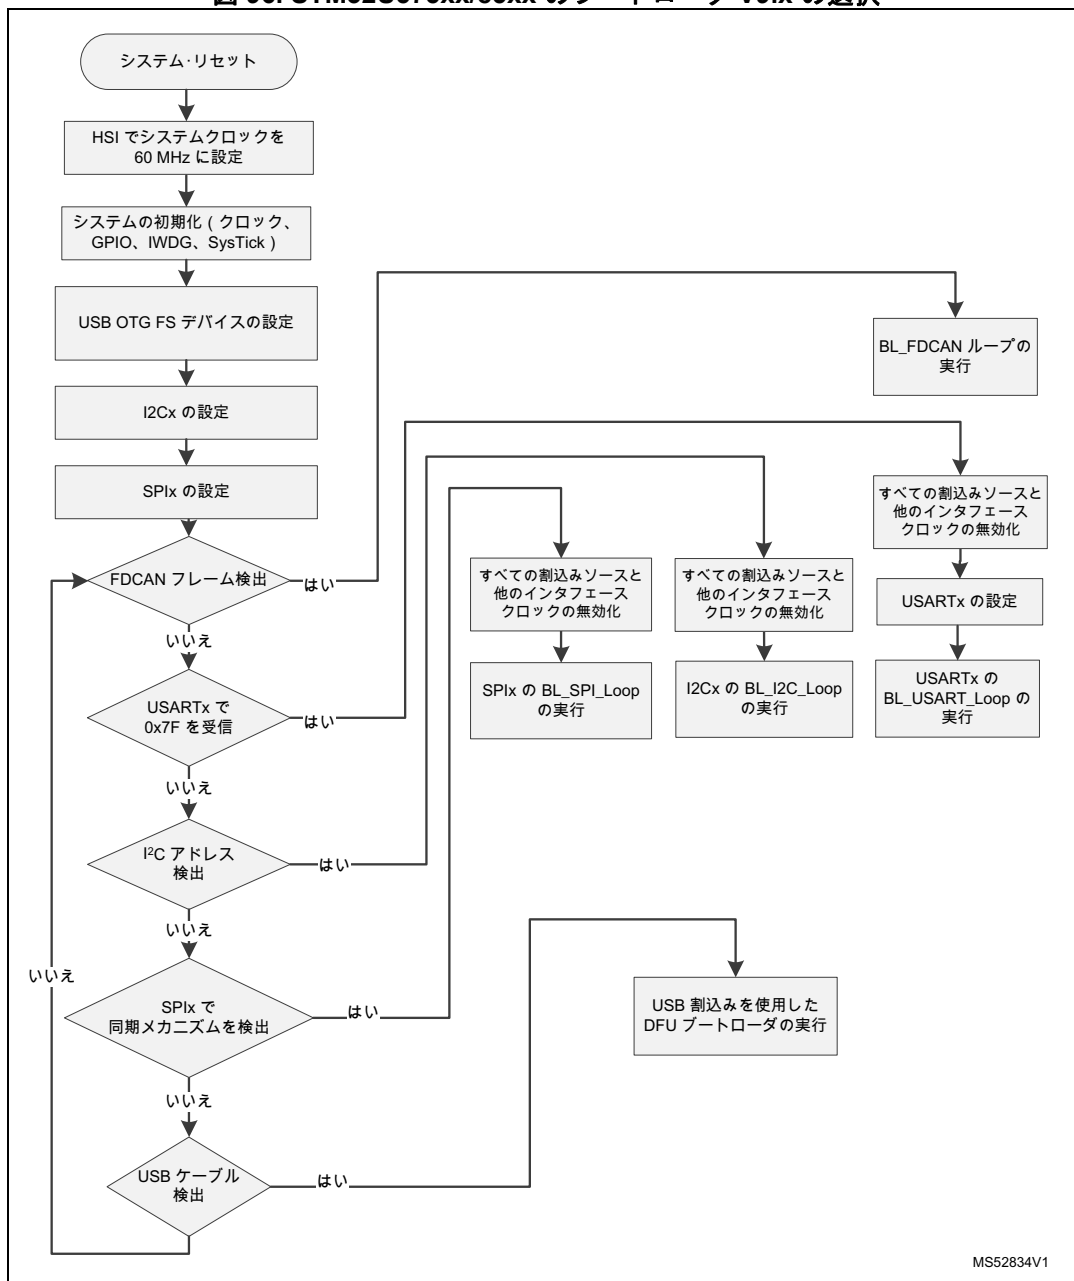 図 のブートローダ の選択
システム･リセット
HSI でシステムクロックを
60 MHz に設定
システムの初期化 ( クロック、
GPIO、IWDG、SysTick )
USB OTG FS デバイスの設定
I2Cx の設定
SPIx の設定
FDCAN フレーム検出
はい
いいえ
USARTx で
0x7F を受信
はい
いいえ
I²C アドレス
検出
はい
いいえ
SPIx で
同期メカニズムを検出
はい
いいえ
USB ケーブル
検出
はい
いいえ
BL_FDCAN ループの
実行
すべての割込みソースと
他のインタフェース
クロックの無効化
SPIx の BL_SPI_Loop
の実行
すべての割込みソースと
他のインタフェース
クロックの無効化
I2Cx の BL_I2C_Loop
の実行
すべての割込みソースと
他のインタフェース
クロックの無効化
USARTx の設定
USARTx の
BL_USART_Loop の
実行
USB 割込みを使用した
DFU ブートローダの実行
MS52834V1